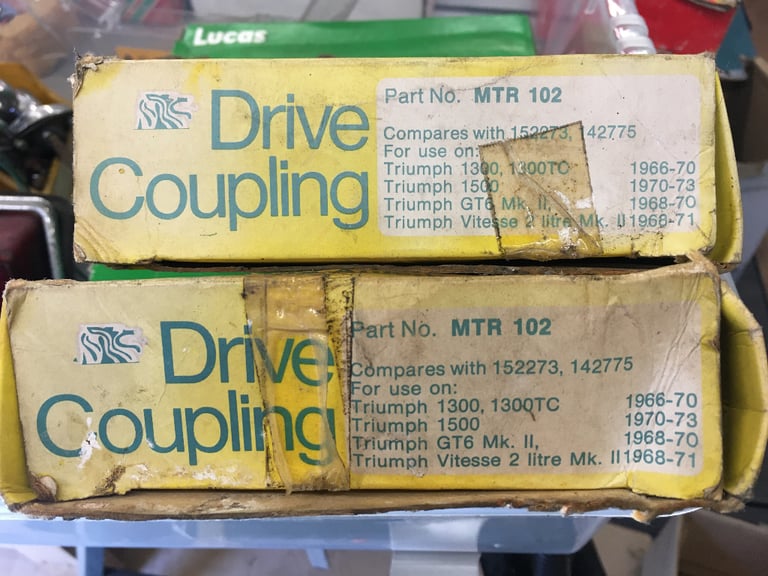 Lucas
Drive
Coupling
Part No. MTR 102
Compares with 152273, 142775
For use on:
Triumph 1300, 1300TC 1966-70
Triumph 1500 1970-73
Triumph GT6 Mk. II, 1968-70
Triumph Vitesse 2 litre Mk. II 1968-71
Drive
Coupling
Part No. MTR 102
Compares with 152273, 142775
For use on:
Triumph 1300, 1300TC 1966-70
Triumph 1500 1970-73
Triumph GT6 Mk. II, 1968-70
Triumph Vitesse 2 litre Mk. II 1968-71